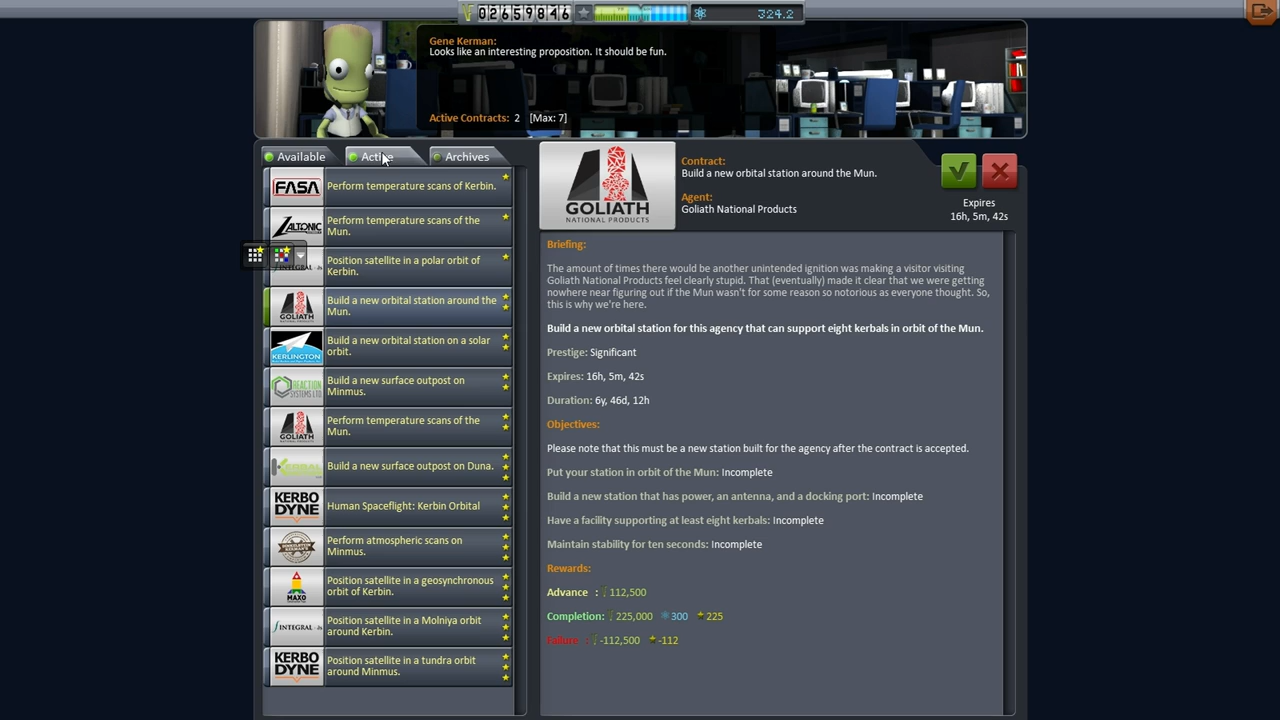 02659846
324.2
Gene Kerman:
Looks like an interesting proposition. It should be fun.
Active Contracts: 2 [Max: 7]
Available
Active
Archives
FASA
Perform temperature scans of Kerbin.
ZALTONIC
Perform temperature scans of the
Mun.
INTEGRAL
Position satellite in a polar orbit of
Kerbin.
GOLIATH
Build a new orbital station around the
Mun.
KERLINGTON
Build a new orbital station on a solar
orbit.
REACTION
SYSTEMS LTD
Build a new surface outpost on
Minmus.
GOLIATH
Perform temperature scans of the
Mun.
Build a new surface outpost on Duna.
KERBO
DYNE
Human Spaceflight: Kerbin Orbital
Perform atmospheric scans on
Minmus.
MAXO
Position satellite in a geosynchronous
orbit of Kerbin.
INTEGRAL
Position satellite in a Molniya orbit
around Kerbin.
KERBO
DYNE
Position satellite in a tundra orbit
around Minmus.
GOLIATH
NATIONAL PRODUCTS
Contract:
Build a new orbital station around the Mun.
Agent:
Goliath National Products
Expires
16h, 5m, 42s
Briefing:
The amount of times there would be another unintended ignition was making a visitor visiting
Goliath National Products feel clearly stupid. That (eventually) made it clear that we were getting
nowhere near figuring out if the Mun wasn't for some reason so notorious as everyone thought. So,
this is why we're here.
Build a new orbital station for this agency that can support eight kerbals in orbit of the Mun.
Prestige: Significant
Expires: 16h, 5m, 42s
Duration: 6y, 46d, 12h
Objectives:
Please note that this must be a new station built for the agency after the contract is accepted.
Put your station in orbit of the Mun: Incomplete
Build a new station that has power, an antenna, and a docking port: Incomplete
Have a facility supporting at least eight kerbals: Incomplete
Maintain stability for ten seconds: Incomplete
Rewards:
Advance : 112,500
Completion: 225,000 300 225
Failure : -112,500 -112